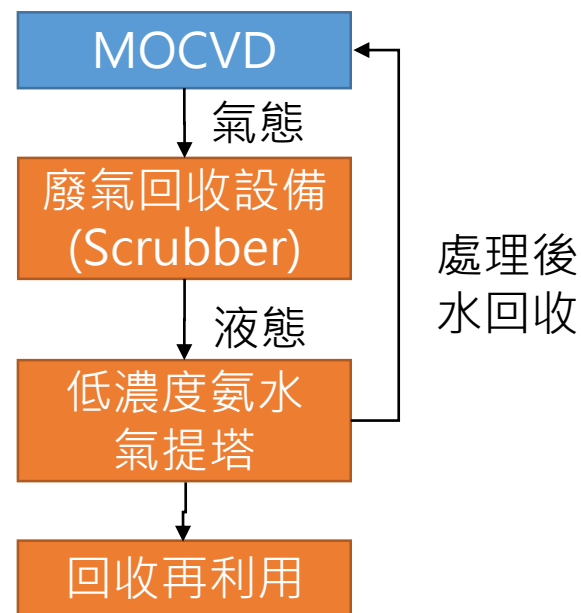 MOCVD
氣態
廢氣回收設備
(Scrubber)
處理後
水回收
液態
低濃度氨水
氣提塔
回收再利用